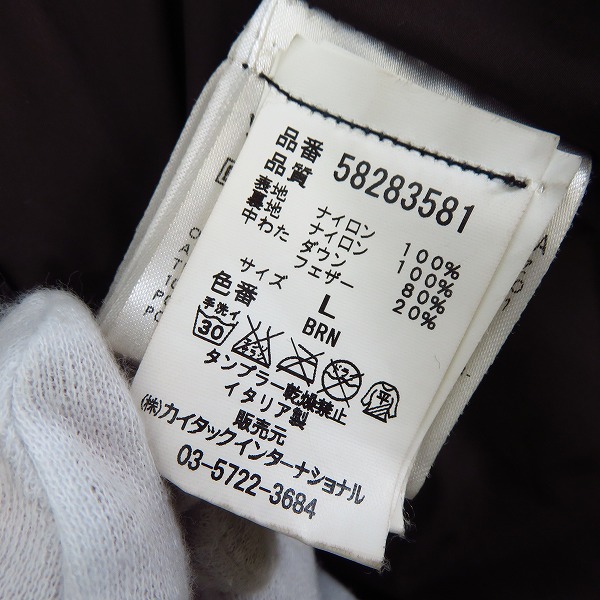 品番 58283581
品質
表地 ナイロン 100%
裏地 ナイロン 100%
中わた ダウン 80%
フェザー 20%
サイズ L
色番 BRN
手洗イ
30
ドライ
平
タンブラー乾燥禁止
イタリア製
販売元
(株)カイタックインターナショナル
03-5722-3684